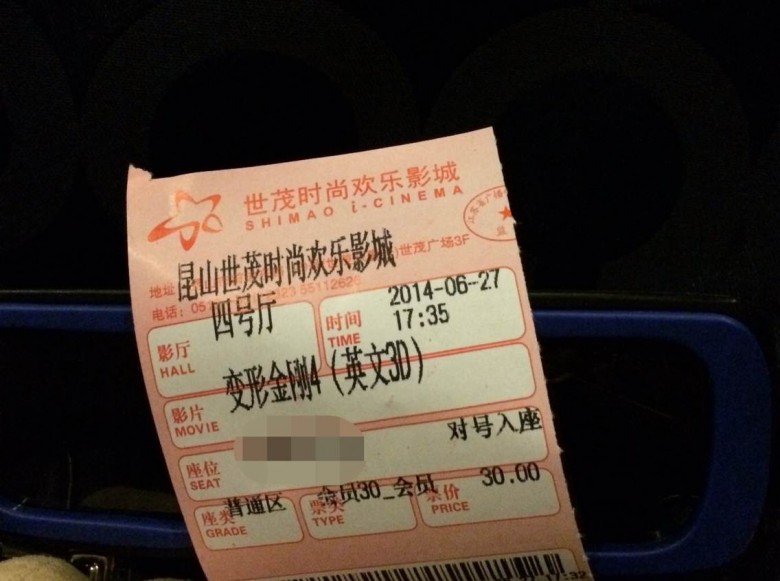 世茂时尚欢乐影城
SHIMAO i-CINEMA
昆山世茂时尚欢乐影城
地址 世茂广场3F
电话: 55112626
影厅 四号厅 时间 2014-06-27
HALL TIME 17:35
影片 变形金刚4(英文3D)
MOVIE
座位 对号入座
SEAT
座类 普通区 票类 会员30_会员 票价 30.00
GRADE TYPE PRICE